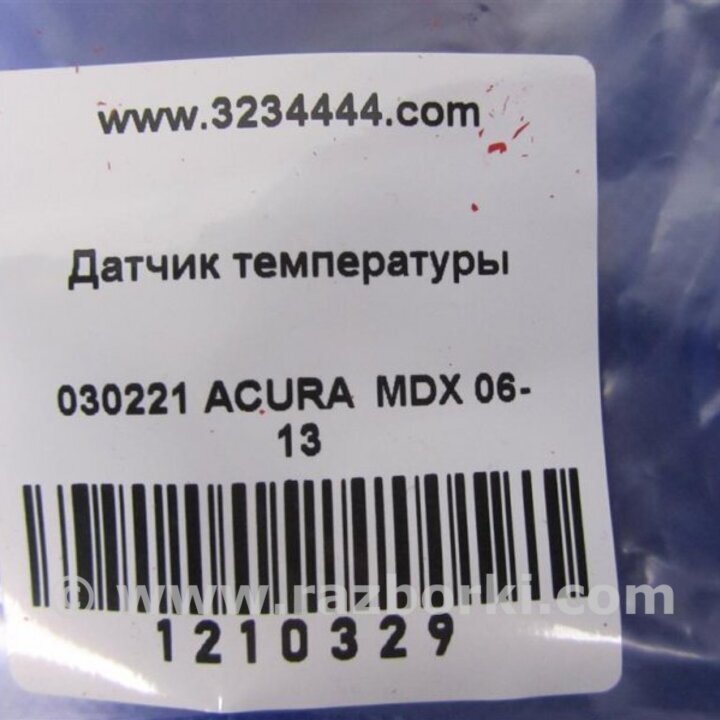 www.3234444.com
Датчик температуры
030221 ACURA MDX 06-
13
© www.razborki.com
1210329